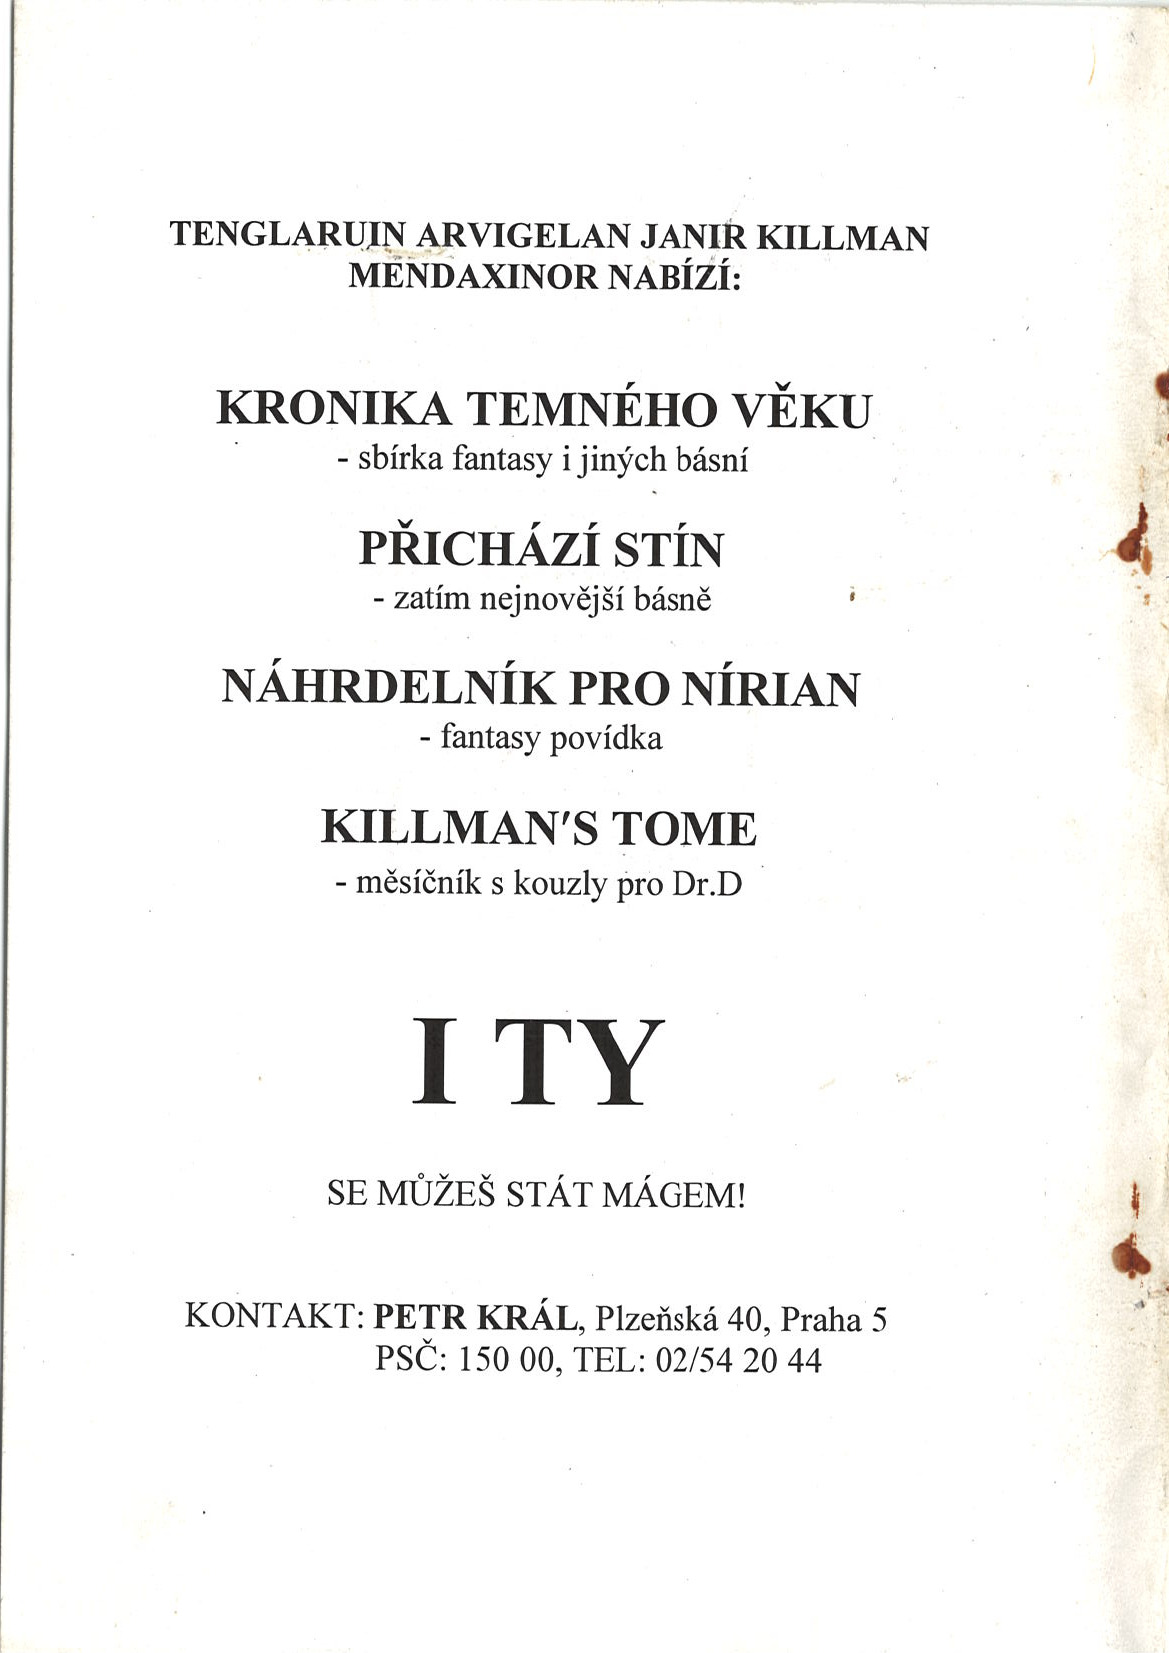 TENGLARUIN ARVIGELAN JANIR KILLMAN
MENDAXINOR NABÍZÍ:
KRONIKA TEMNÉHO VĚKU
- sbírka fantasy i jiných básní
PŘICHÁZÍ STÍN
- zatím nejnovější básně
NÁHRDELNÍK PRO NÍRIAN
- fantasy povídka
KILLMAN'S TOME
- měsíčník s kouzly pro Dr.D
I TY
SE MŮŽEŠ STÁT MÁGEM!
KONTAKT: PETR KRÁL, Plzeňská 40, Praha 5
PSČ: 150 00, TEL: 02/54 20 44